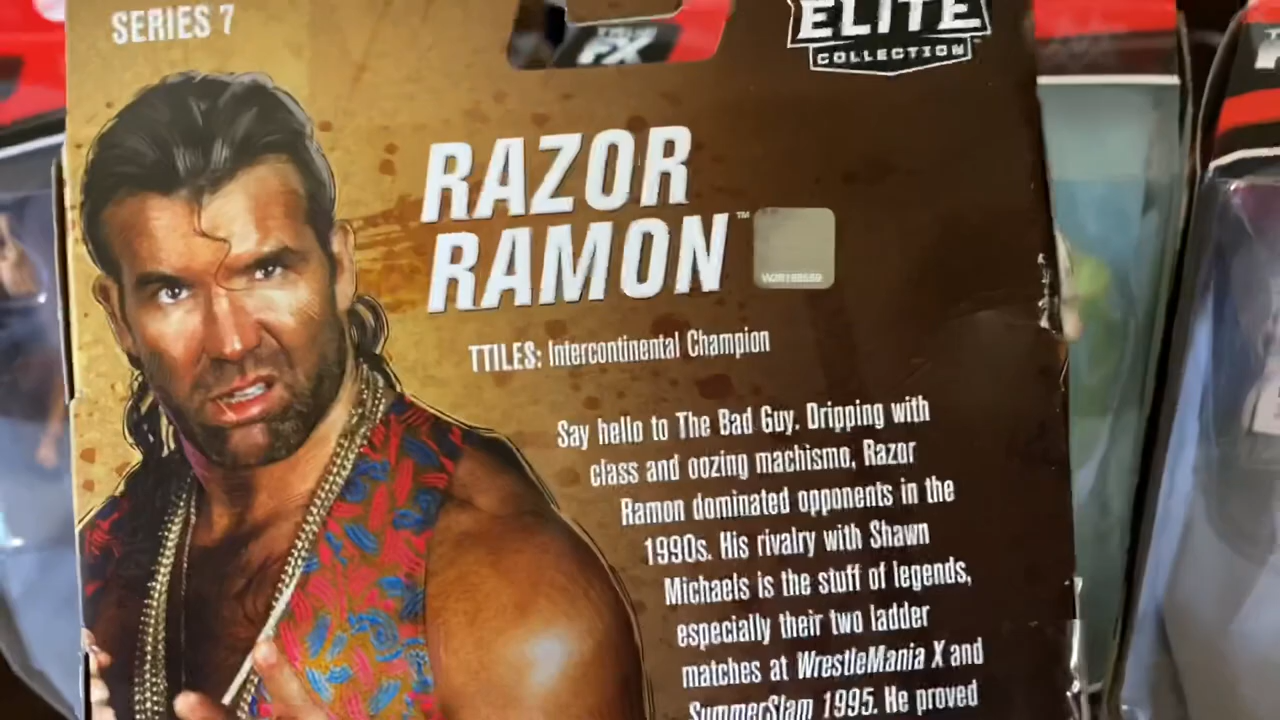 SERIES 7
ELITE
COLLECTION
RAZOR
RAMON™
TTILES: Intercontinental Champion
Say hello to The Bad Guy. Dripping with
class and oozing machismo, Razor
Ramon dominated opponents in the
1990s. His rivalry with Shawn
Michaels is the stuff of legends,
especially their two ladder
matches at WrestleMania X and
SummerSlam 1995. He proved